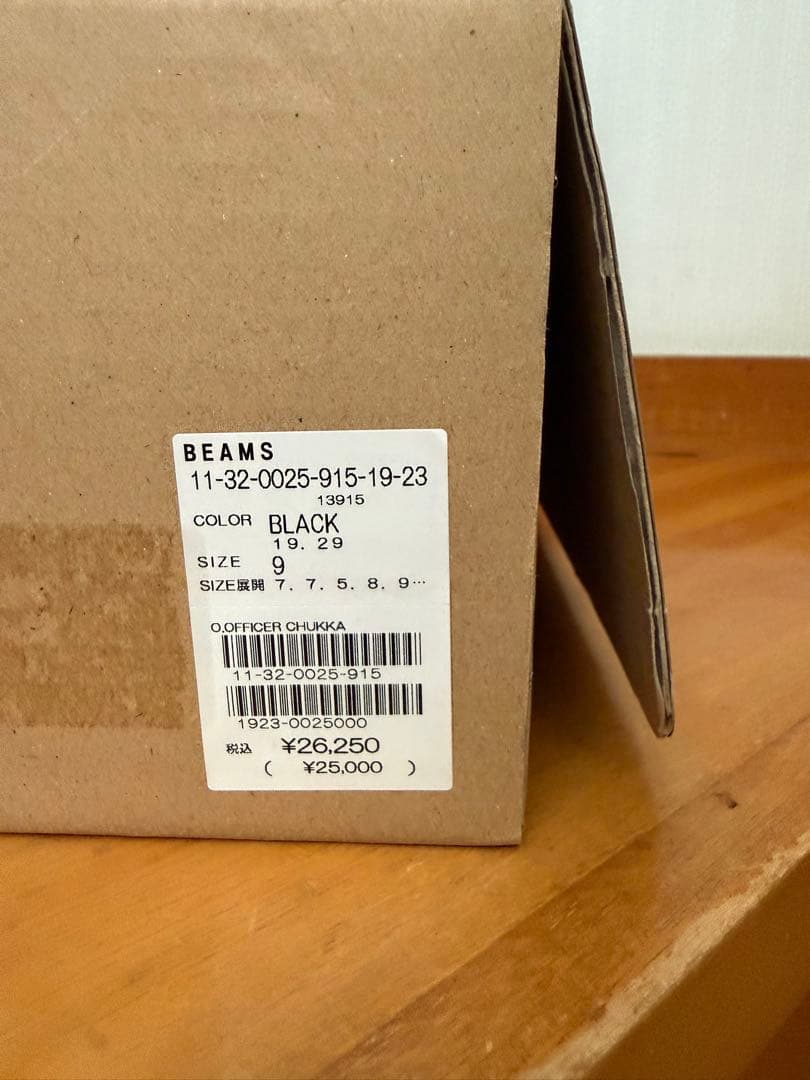 BEAMS
11-32-0025-915-19-23
13915
COLOR BLACK
19. 29
SIZE 9
SIZE展開 7. 7. 5. 8. 9…
O.OFFICER CHUKKA
11-32-0025-915
1923-0025000
税込 ¥26,250
( ¥25,000 )